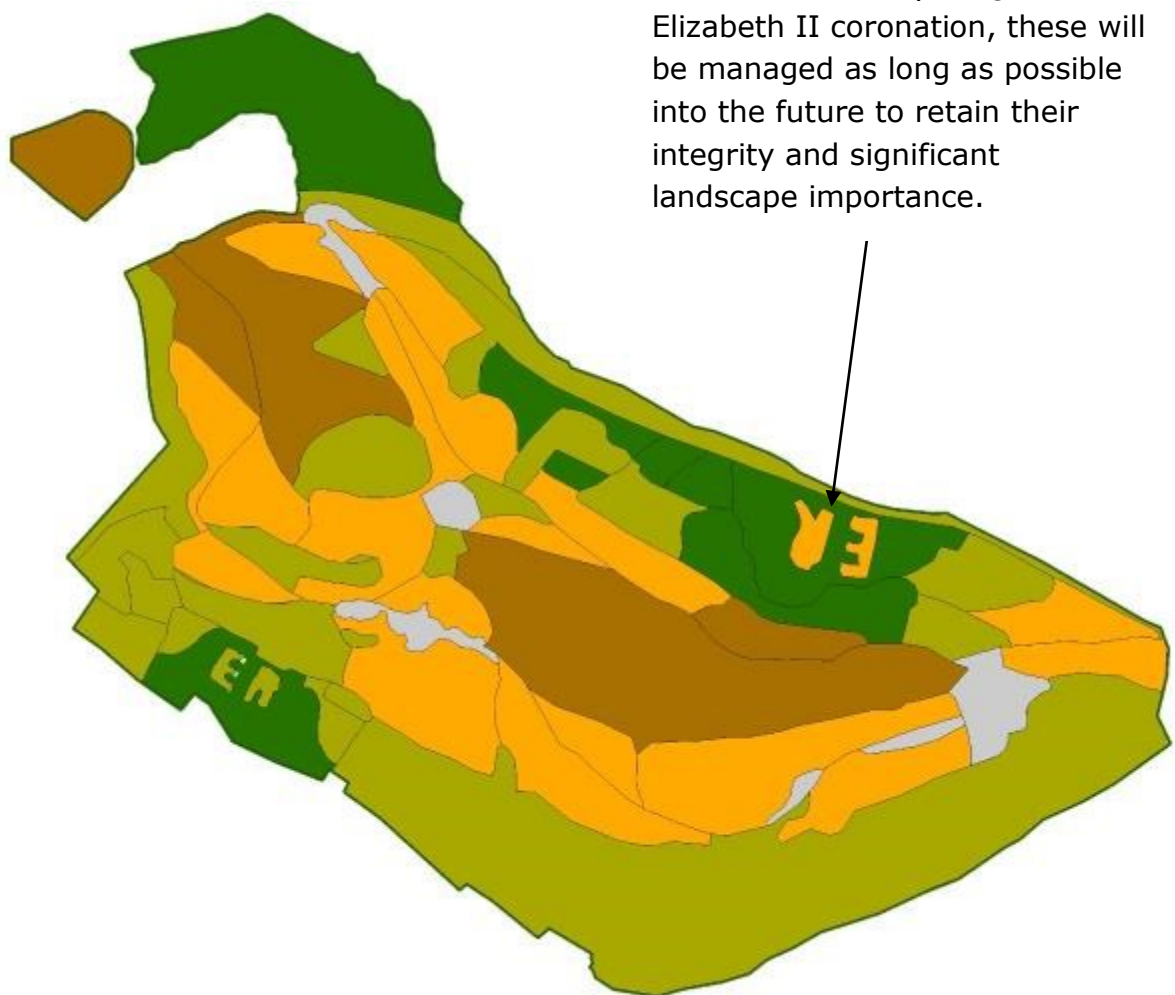 Elizabeth II coronation, these will
be managed as long as possible
into the future to retain their
integrity and significant
landscape importance.
ER
ER